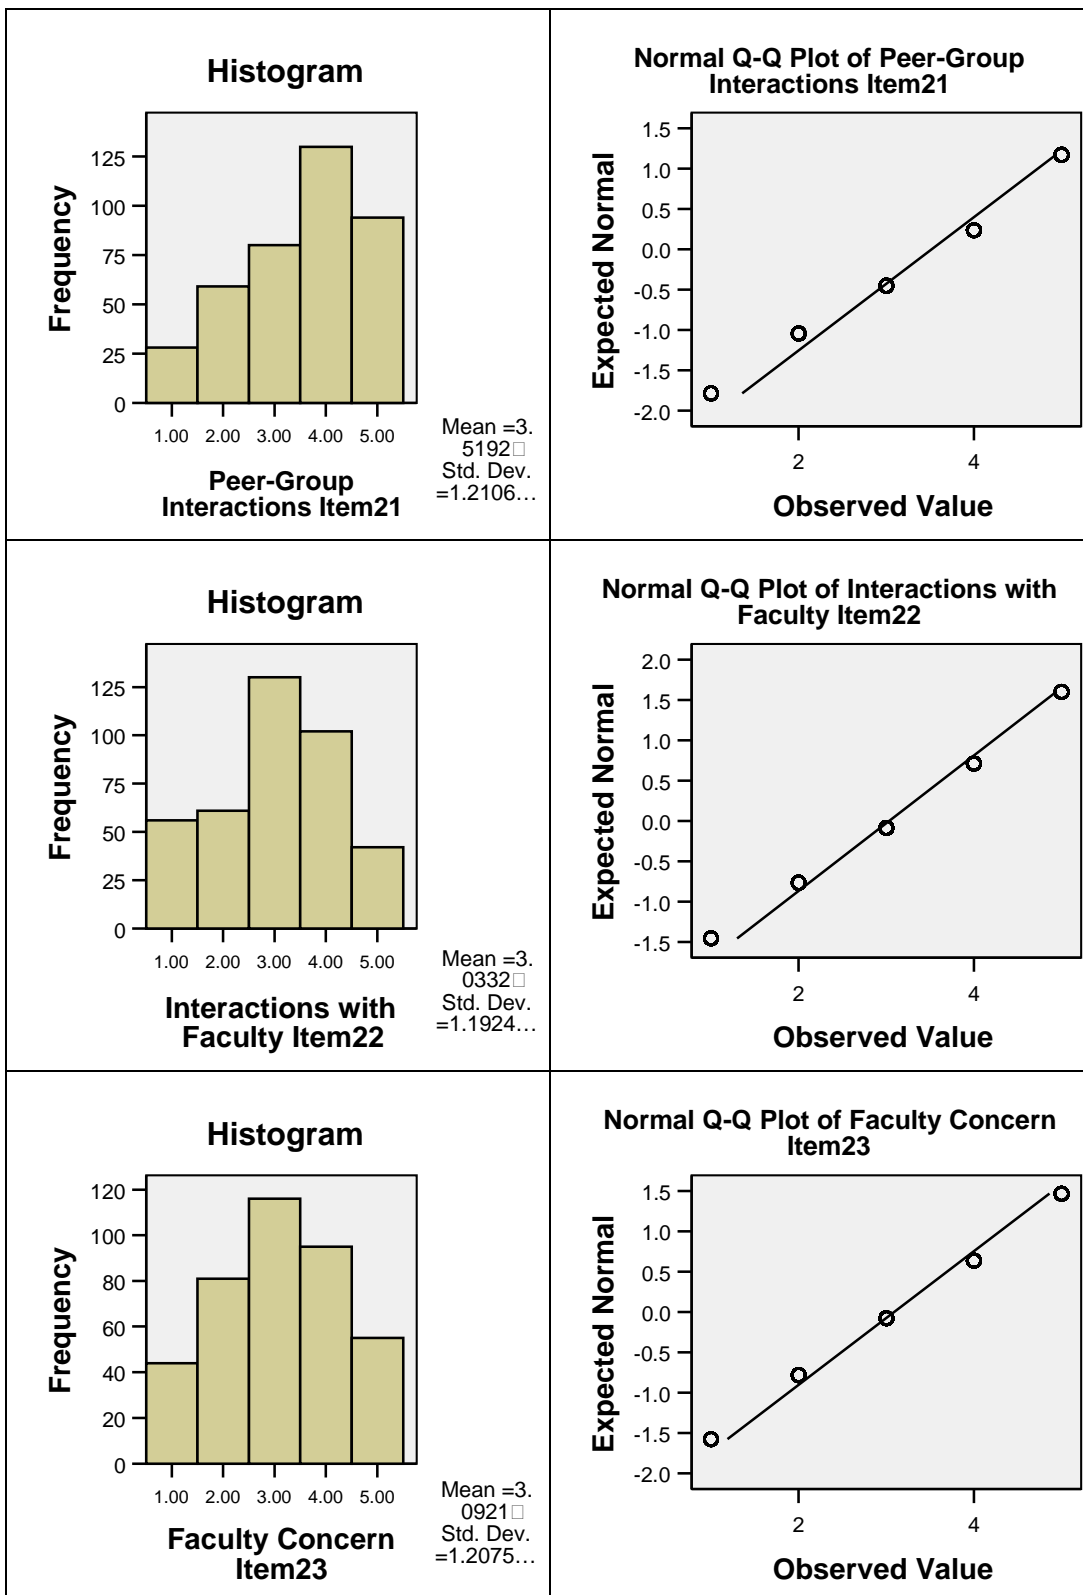 Histogram
Frequency
125
100
75
50
25
0
1.00 2.00 3.00 4.00 5.00
Peer-Group
Interactions Item21
Mean =3.
5192□
Std. Dev.
=1.2106…
Normal Q-Q Plot of Peer-Group
Interactions Item21
Expected Normal
1.5
1.0
0.5
0.0
-0.5
-1.0
-1.5
-2.0
2 4
Observed Value
Histogram
Frequency
125
100
75
50
25
0
1.00 2.00 3.00 4.00 5.00
Interactions with
Faculty Item22
Mean =3.
0332□
Std. Dev.
=1.1924…
Normal Q-Q Plot of Interactions with
Faculty Item22
Expected Normal
2.0
1.5
1.0
0.5
0.0
-0.5
-1.0
-1.5
2 4
Observed Value
Histogram
Frequency
120
100
80
60
40
20
0
1.00 2.00 3.00 4.00 5.00
Faculty Concern
Item23
Mean =3.
0921□
Std. Dev.
=1.2075…
Normal Q-Q Plot of Faculty Concern
Item23
Expected Normal
1.5
1.0
0.5
0.0
-0.5
-1.0
-1.5
-2.0
2 4
Observed Value